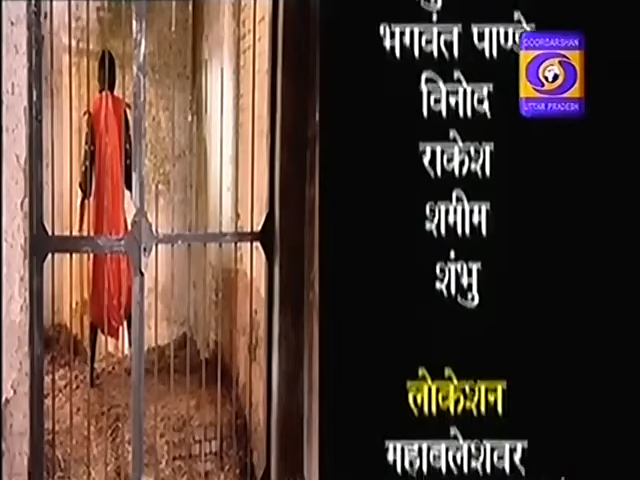 भगवंत पाण्डे
DOORDARSHAN
UTTAR PRADESH
विनोद
राकेश
शमीम
शंभु
लोकेशन
महाबलेशवर